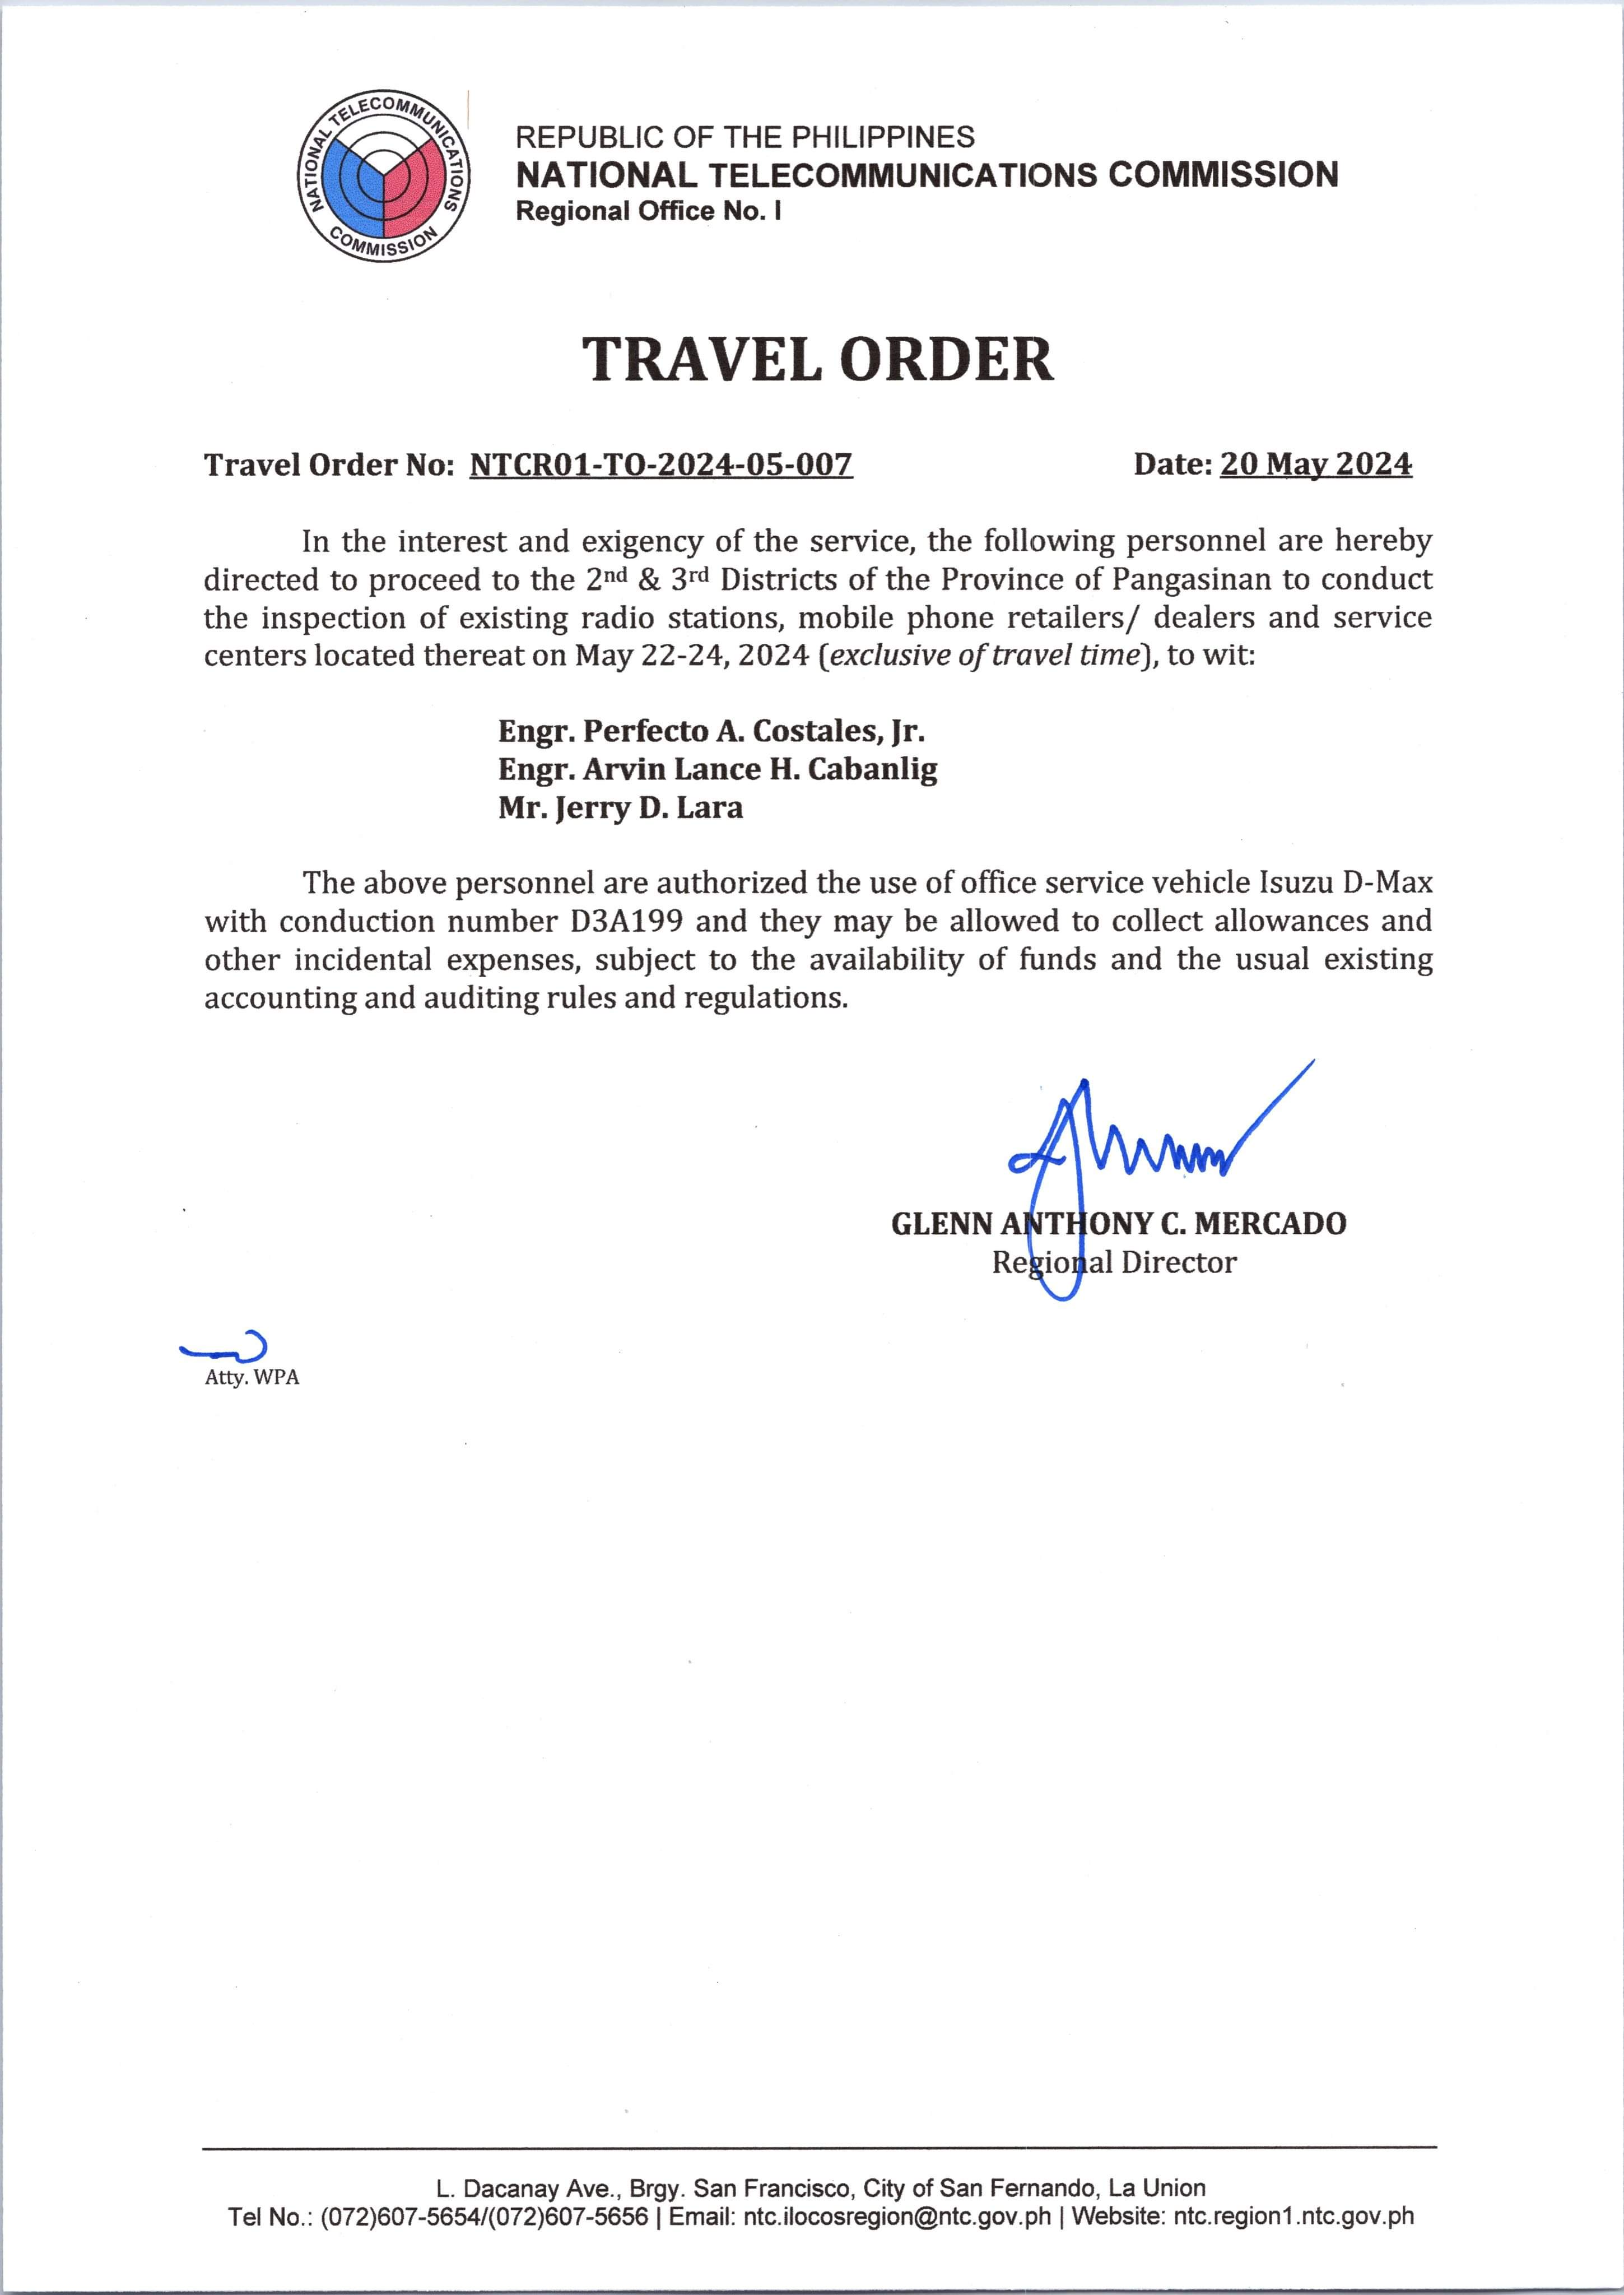 NATIONAL TELECOMMUNICATIONS COMMISSION
REPUBLIC OF THE PHILIPPINES
NATIONAL TELECOMMUNICATIONS COMMISSION
Regional Office No. I
TRAVEL ORDER
Travel Order No: NTCR01-TO-2024-05-007 Date: 20 May 2024
In the interest and exigency of the service, the following personnel are hereby
directed to proceed to the 2nd & 3rd Districts of the Province of Pangasinan to conduct
the inspection of existing radio stations, mobile phone retailers/ dealers and service
centers located thereat on May 22-24, 2024 (exclusive of travel time), to wit:
Engr. Perfecto A. Costales, Jr.
Engr. Arvin Lance H. Cabanlig
Mr. Jerry D. Lara
The above personnel are authorized the use of office service vehicle Isuzu D-Max
with conduction number D3A199 and they may be allowed to collect allowances and
other incidental expenses, subject to the availability of funds and the usual existing
accounting and auditing rules and regulations.
GLENN ANTHONY C. MERCADO
Regional Director
Atty. WPA
L. Dacanay Ave., Brgy. San Francisco, City of San Fernando, La Union
Tel No.: (072)607-5654/(072)607-5656 | Email: ntc.ilocosregion@ntc.gov.ph | Website: ntc.region1.ntc.gov.ph